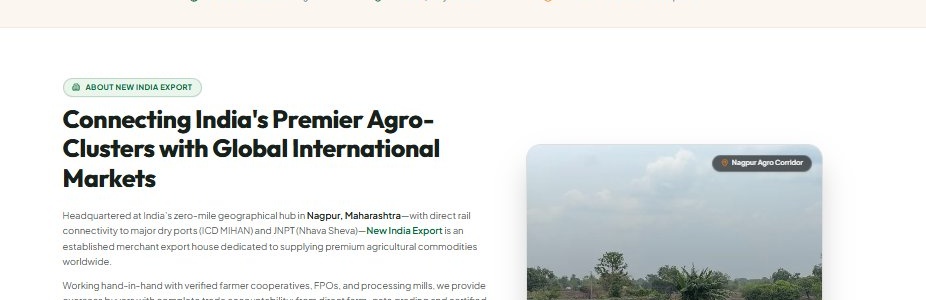 ABOUT NEW INDIA EXPORT
Connecting India's Premier Agro-
Clusters with Global International
Markets
Nagpur Agro Corridor
Headquartered at India's zero-mile geographical hub in Nagpur, Maharashtra—with direct rail
connectivity to major dry ports (ICD MIHAN) and JNPT (Nhava Sheva)—New India Export is an
established merchant export house dedicated to supplying premium agricultural commodities
worldwide.
Working hand-in-hand with verified farmer cooperatives, FPOs, and processing mills, we provide